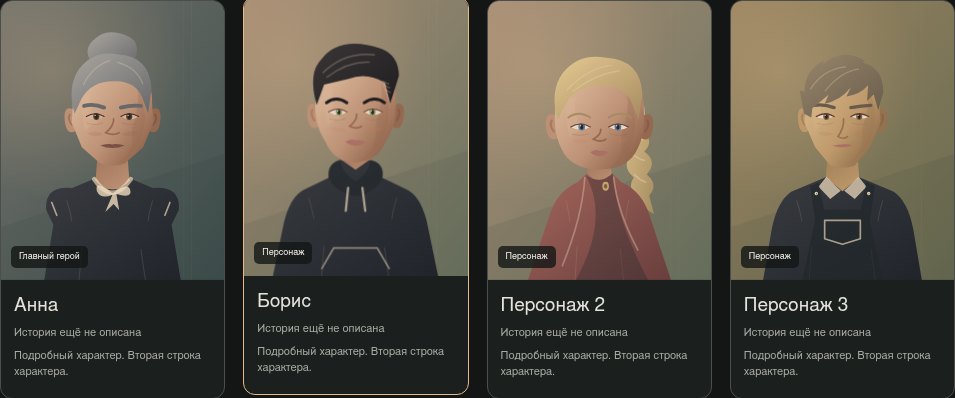 Главный герой
Анна
История ещё не описана
Подробный характер. Вторая строка
характера.
Персонаж
Борис
История ещё не описана
Подробный характер. Вторая строка
характера.
Персонаж
Персонаж 2
История ещё не описана
Подробный характер. Вторая строка
характера.
Персонаж
Персонаж 3
История ещё не описана
Подробный характер. Вторая строка
характера.